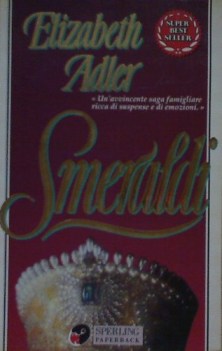 Elizabeth
Adler
SUPER
BEST
SELLER
« Un'avvincente saga famigliare
ricca di suspense e di emozioni. »
Smeraldi
SPERLING
PAPERBACK